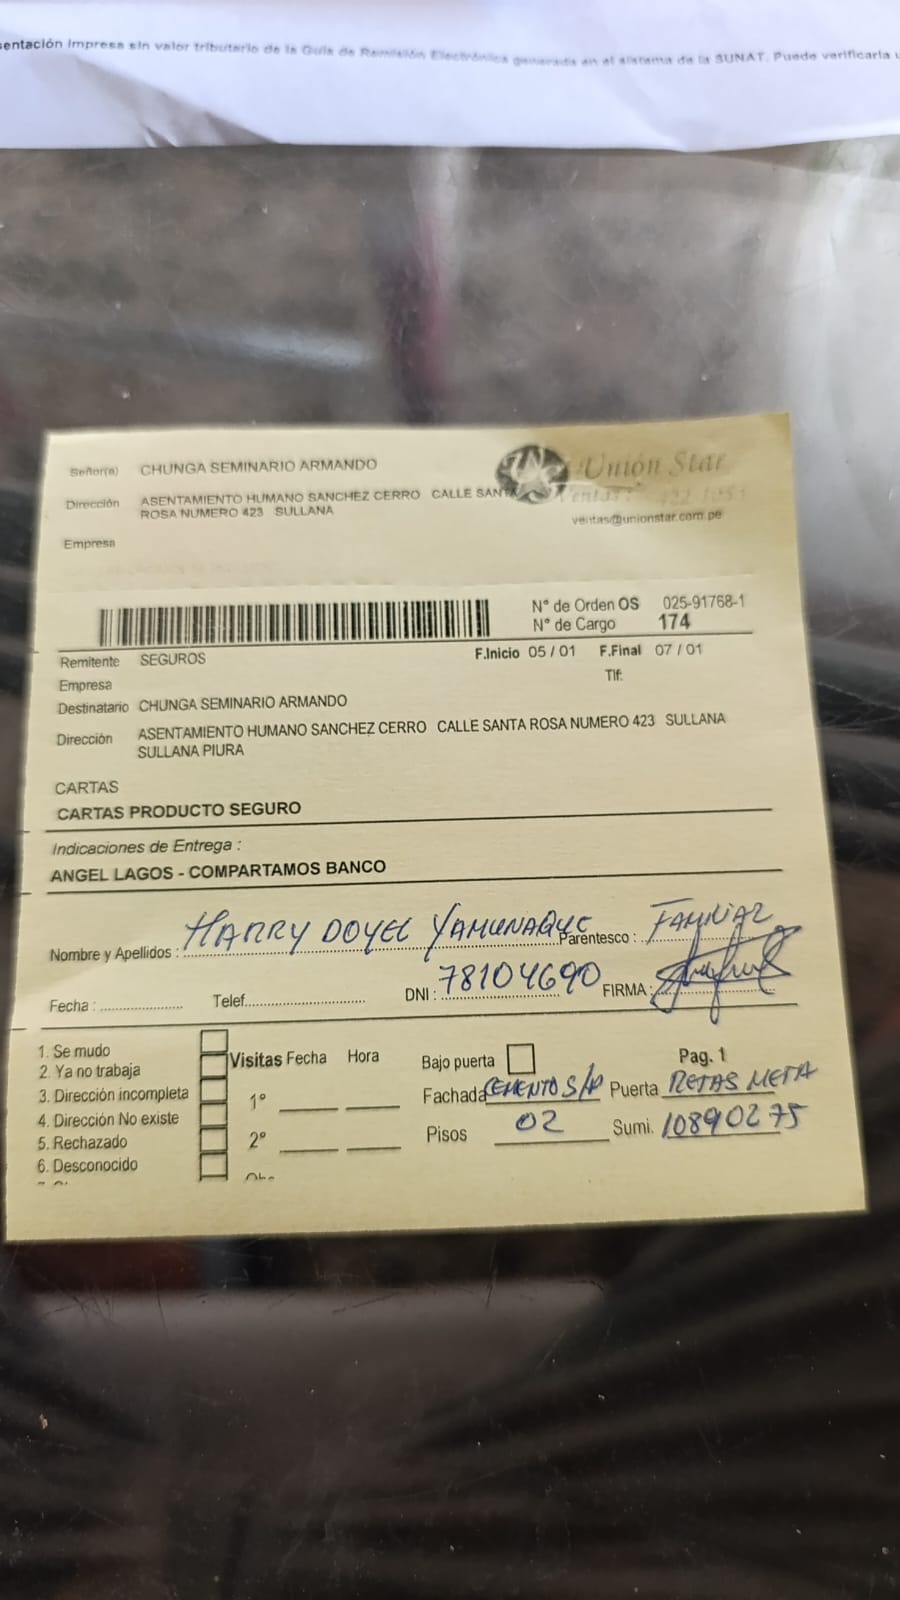 sentación impresa sin valor tributario de la Guía de Remisión Electrónica generada en el sistema de la SUNAT. Puede verificarla
Señor(a) CHUNGA SEMINARIO ARMANDO
Unión Star
Dirección ASENTAMIENTO HUMANO SANCHEZ CERRO CALLE SANTA
ROSA NUMERO 423 SULLANA
Ventas:
ventas@unionstar.com.pe
Empresa
N° de Orden OS 025-91768-1
N° de Cargo 174
Remitente SEGUROS F.Inicio 05 / 01 F.Final 07 / 01
Empresa Tlf:
Destinatario CHUNGA SEMINARIO ARMANDO
Dirección ASENTAMIENTO HUMANO SANCHEZ CERRO CALLE SANTA ROSA NUMERO 423 SULLANA
SULLANA PIURA
CARTAS
CARTAS PRODUCTO SEGURO
Indicaciones de Entrega :
ANGEL LAGOS - COMPARTAMOS BANCO
Nombre y Apellidos : HARRY DOYEL YAMUNAQUE Parentesco : FAMILIAR
Fecha : Telef. DNI : 78104690 FIRMA :
1. Se mudo
2. Ya no trabaja
3. Dirección incompleta
4. Dirección No existe
5. Rechazado
6. Desconocido
Visitas Fecha Hora
1°
2°
Bajo puerta Pag. 1
Fachada CEMENTO S/P Puerta REJAS META
Pisos 02 Sumi. 10890275